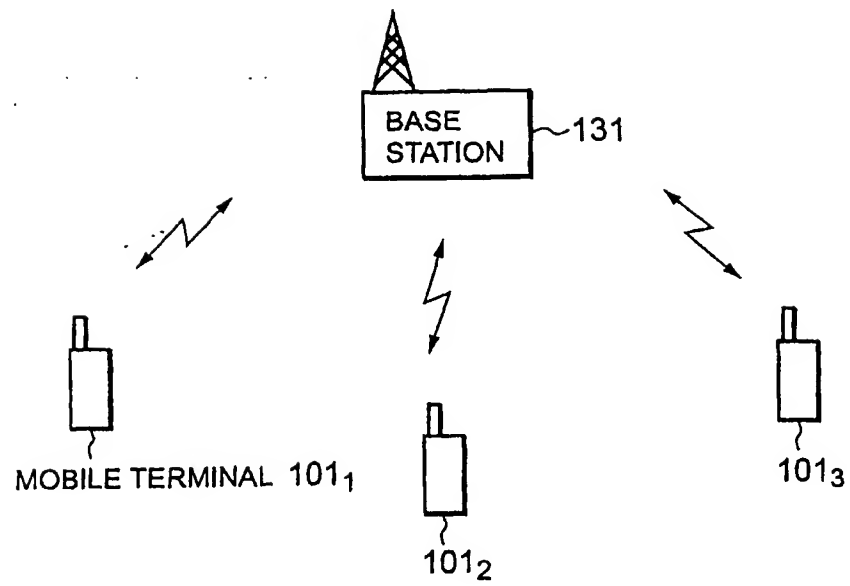 BASE
STATION
131
MOBILE TERMINAL 101₁
101₂
101₃